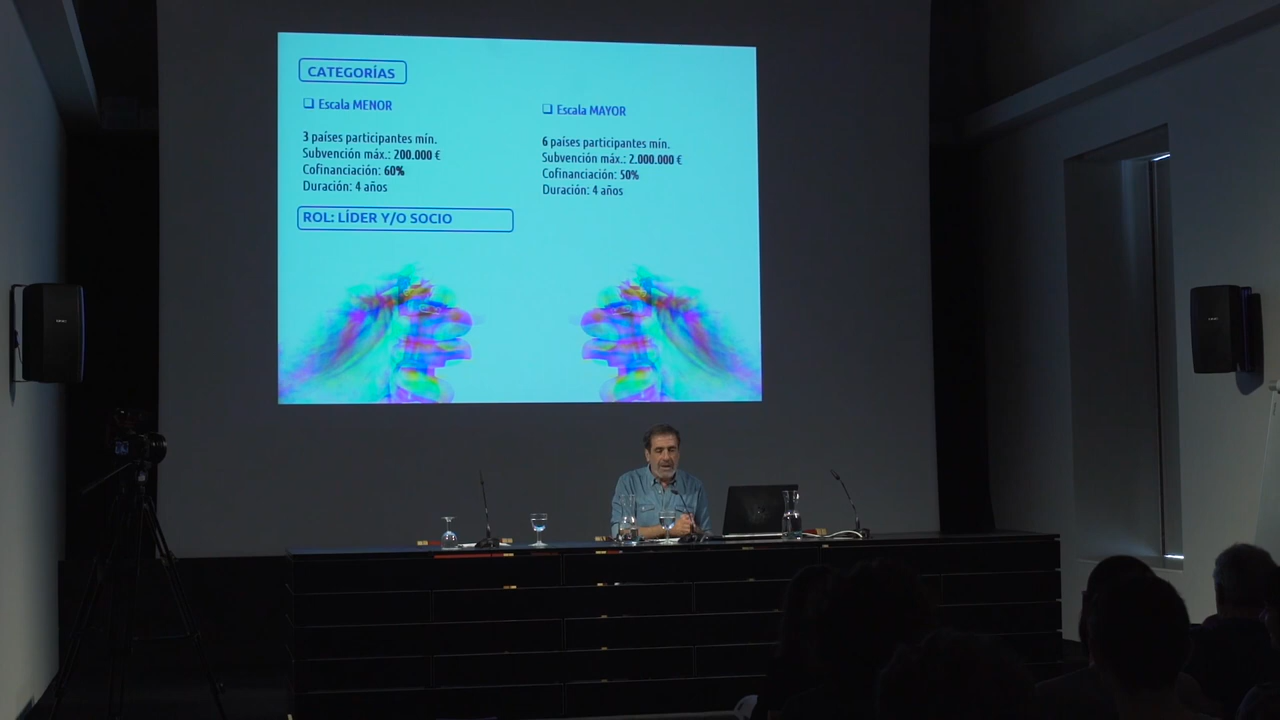 CATEGORÍAS
❑ Escala MENOR
3 países participantes mín.
Subvención máx.: 200.000 €
Cofinanciación: 60%
Duración: 4 años
❑ Escala MAYOR
6 países participantes mín.
Subvención máx.: 2.000.000 €
Cofinanciación: 50%
Duración: 4 años
ROL: LÍDER Y/O SOCIO